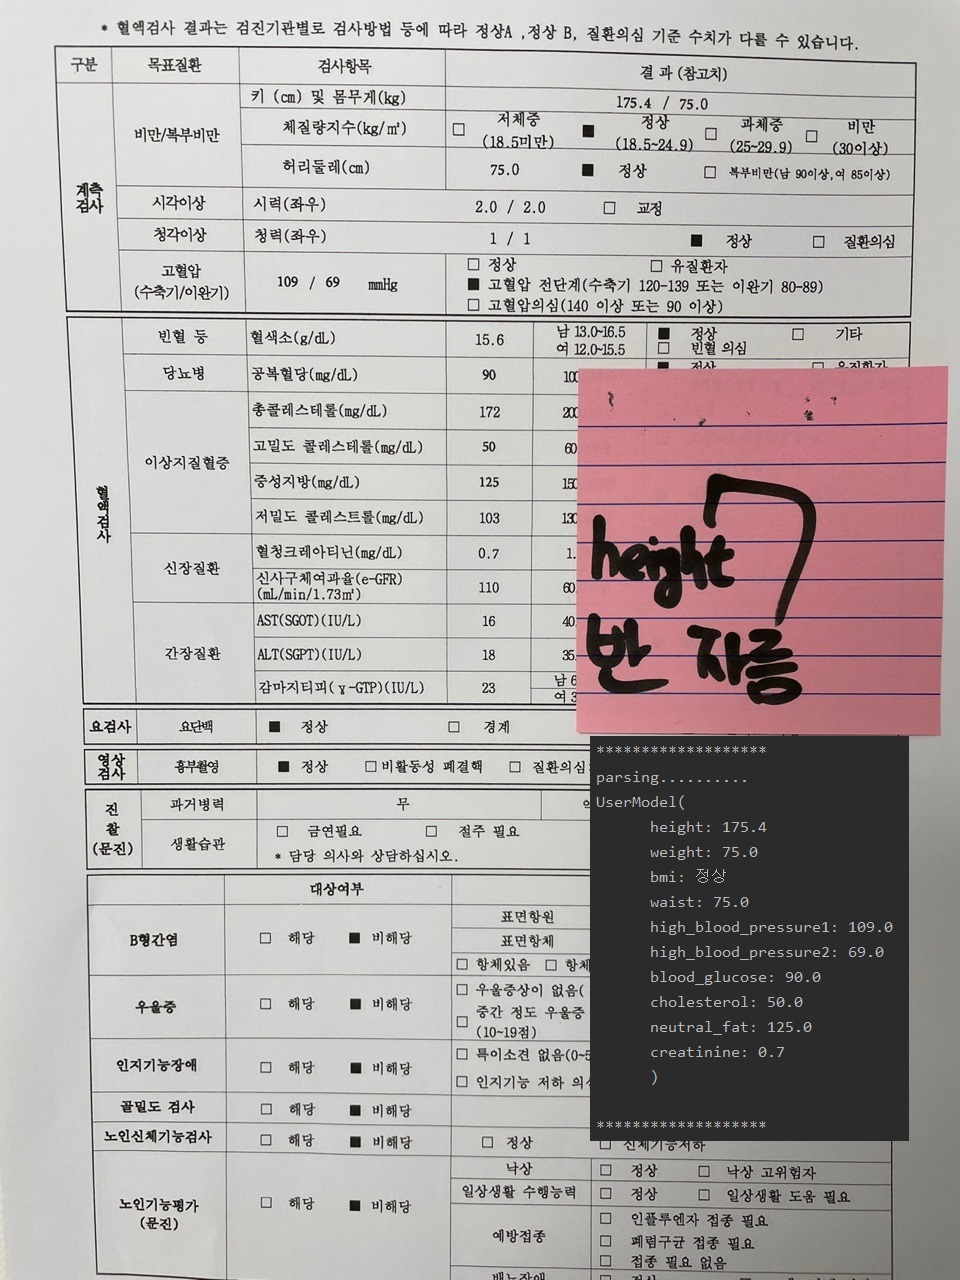 * 혈액검사 결과는 검진기관별로 검사방법 등에 따라 정상A ,정상 B, 질환의심 기준 수치가 다를 수 있습니다.
구분 목표질환 검사항목 결 과 (참고치)
계측검사
비만/복부비만
키 (cm) 및 몸무게(kg) 175.4 / 75.0
체질량지수(kg/㎡) □ 저체중 (18.5미만) ■ 정상 (18.5~24.9) □ 과체중 (25~29.9) □ 비만 (30이상)
허리둘레(cm) 75.0 ■ 정상 □ 복부비만(남 90이상,여 85이상)
시각이상 시력(좌우) 2.0 / 2.0 □ 교정
청각이상 청력(좌우) 1 / 1 ■ 정상 □ 질환의심
고혈압
(수축기/이완기)
109 / 69 mmHg
□ 정상 □ 유질환자
■ 고혈압 전단계(수축기 120-139 또는 이완기 80-89)
□ 고혈압의심(140 이상 또는 90 이상)
혈액검사
빈혈 등 혈색소(g/dL) 15.6
남 13.0~16.5 ■ 정상 □ 기타
여 12.0~15.5 □ 빈혈 의심
당뇨병 공복혈당(mg/dL) 90 100
이상지질혈증
총콜레스테롤(mg/dL) 172 200
고밀도 콜레스테롤(mg/dL) 50 60
중성지방(mg/dL) 125 150
저밀도 콜레스트롤(mg/dL) 103 130
신장질환
혈청크레아티닌(mg/dL) 0.7 1.
신사구체여과율(e-GFR)
(mL/min/1.73㎡) 110 60
간장질환
AST(SGOT)(IU/L) 16 40
ALT(SGPT)(IU/L) 18 35
감마지티피(γ-GTP)(IU/L) 23
남 6
여 3
height
반 자름
요검사 요단백 ■ 정상 □ 경계
영상검사 흉부촬영 ■ 정상 □ 비활동성 폐결핵 □ 질환의심
진찰
(문진)
과거병력 무
생활습관 □ 금연필요 □ 절주 필요
* 담당 의사와 상담하십시오.
*******************
parsing..........
UserModel(
height: 175.4
weight: 75.0
bmi: 정상
waist: 75.0
high_blood_pressure1: 109.0
high_blood_pressure2: 69.0
blood_glucose: 90.0
cholesterol: 50.0
neutral_fat: 125.0
creatinine: 0.7
)
*******************
대상여부
B형간염 □ 해당 ■ 비해당
표면항원
표면항체
□ 항체있음 □ 항체
우울증 □ 해당 ■ 비해당
□ 우울증상이 없음(
□ 중간 정도 우울증
(10~19점)
인지기능장애 □ 해당 ■ 비해당
□ 특이소견 없음(0~5
□ 인지기능 저하 의심
골밀도 검사 □ 해당 ■ 비해당
노인신체기능검사 □ 해당 ■ 비해당 □ 정상 □ 신체기능저하
노인기능평가
(문진)
□ 해당 ■ 비해당
낙상 □ 정상 □ 낙상 고위험자
일상생활 수행능력 □ 정상 □ 일상생활 도움 필요
예방접종
□ 인플루엔자 접종 필요
□ 폐렴구균 접종 필요
□ 접종 필요 없음
배뇨장애